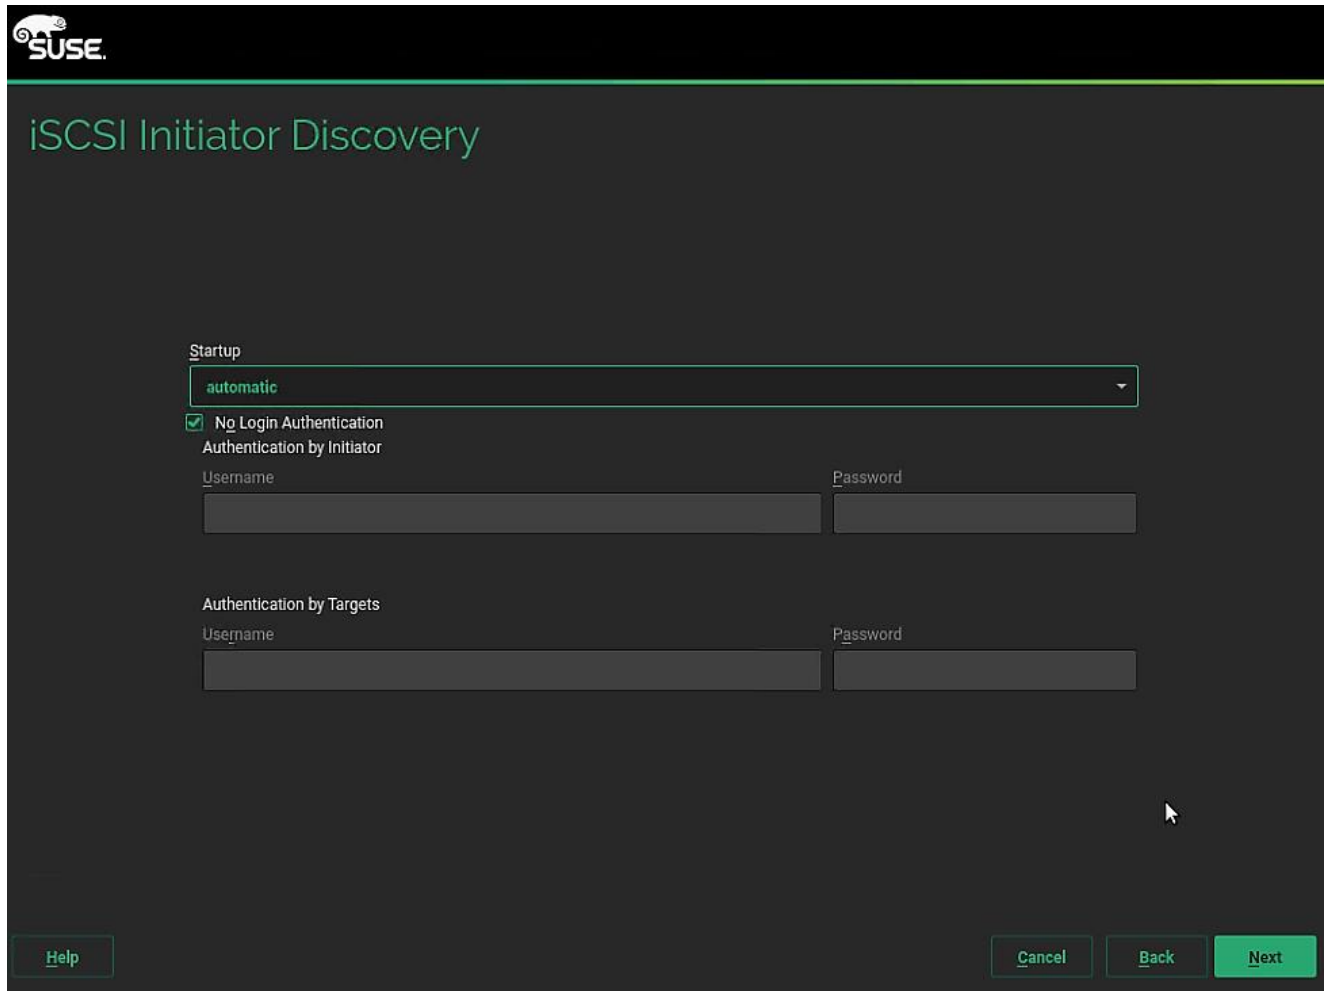 SUSE.
iSCSI Initiator Discovery
Startup
automatic
No Login Authentication
Authentication by Initiator
Username Password
Authentication by Targets
Username Password
Help Cancel Back Next